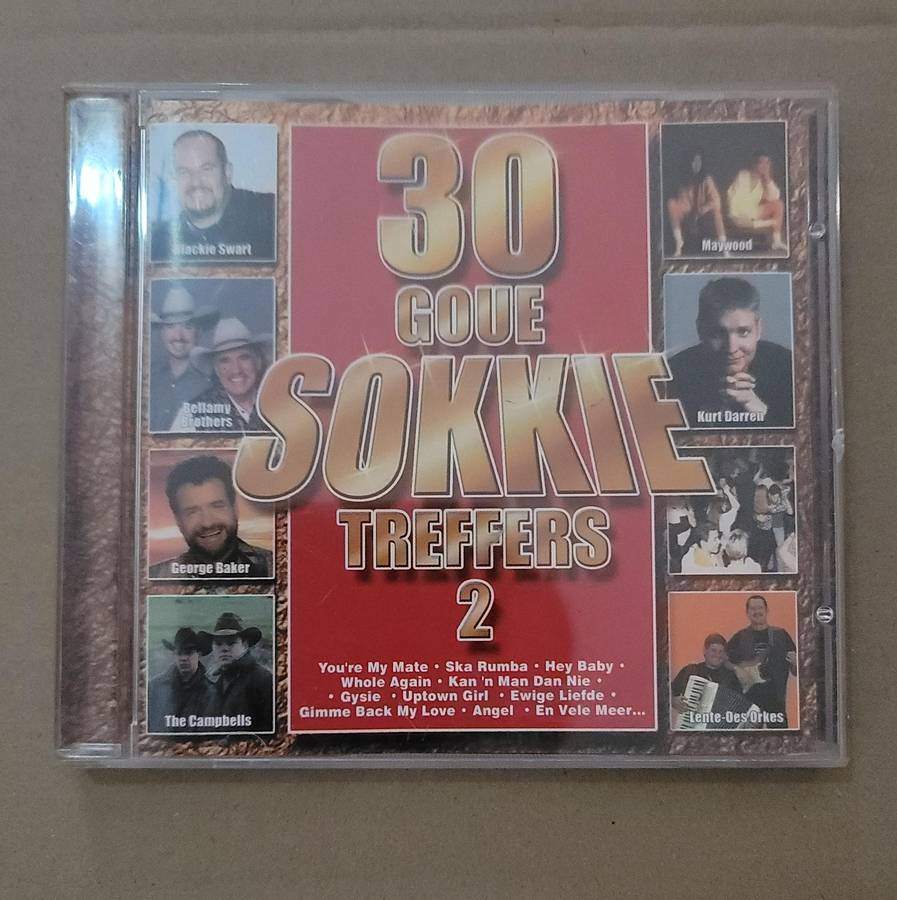 30
GOUE
SOKKIE
TREFFERS
2
You're My Mate • Ska Rumba • Hey Baby •
Whole Again • Kan 'n Man Dan Nie •
• Gysie • Uptown Girl • Ewige Liefde •
Gimme Back My Love • Angel • En Vele Meer...
Blackie Swart
Bellamy
Brothers
George Baker
The Campbells
Maywood
Kurt Darren
Lente-Oes Orkes